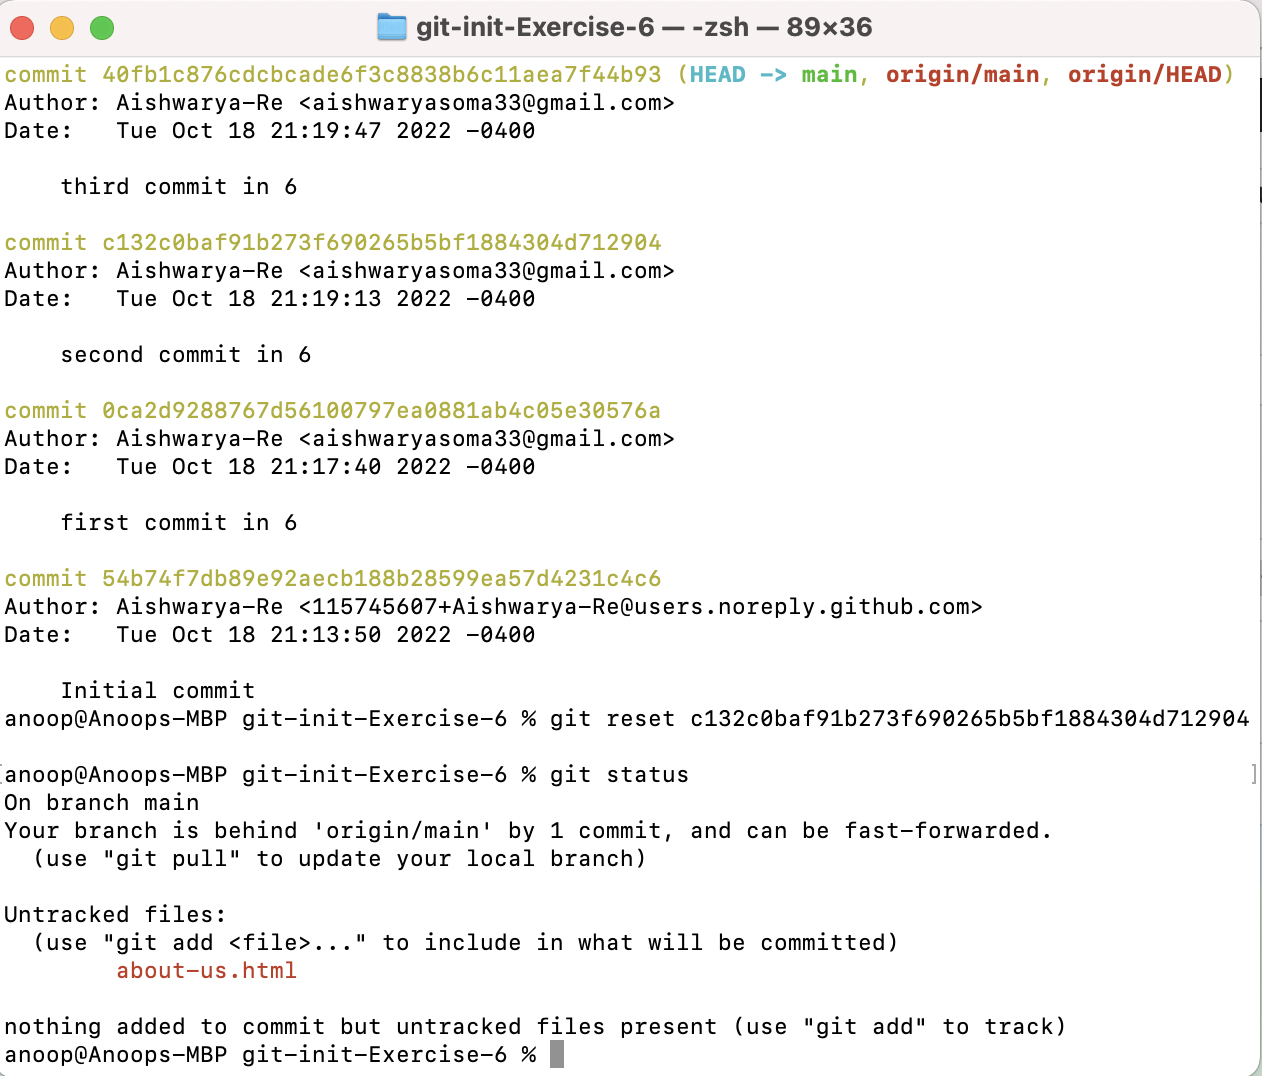 git-init-Exercise-6 — -zsh — 89×36
commit 40fb1c876cdcbcade6f3c8838b6c11aea7f44b93 (HEAD -> main, origin/main, origin/HEAD)
Author: Aishwarya-Re <aishwaryasoma33@gmail.com>
Date:   Tue Oct 18 21:19:47 2022 -0400

    third commit in 6

commit c132c0baf91b273f690265b5bf1884304d712904
Author: Aishwarya-Re <aishwaryasoma33@gmail.com>
Date:   Tue Oct 18 21:19:13 2022 -0400

    second commit in 6

commit 0ca2d9288767d56100797ea0881ab4c05e30576a
Author: Aishwarya-Re <aishwaryasoma33@gmail.com>
Date:   Tue Oct 18 21:17:40 2022 -0400

    first commit in 6

commit 54b74f7db89e92aecb188b28599ea57d4231c4c6
Author: Aishwarya-Re <115745607+Aishwarya-Re@users.noreply.github.com>
Date:   Tue Oct 18 21:13:50 2022 -0400

    Initial commit
anoop@Anoops-MBP git-init-Exercise-6 % git reset c132c0baf91b273f690265b5bf1884304d712904

[anoop@Anoops-MBP git-init-Exercise-6 % git status ]
On branch main
Your branch is behind 'origin/main' by 1 commit, and can be fast-forwarded.
  (use "git pull" to update your local branch)

Untracked files:
  (use "git add <file>..." to include in what will be committed)
        about-us.html

nothing added to commit but untracked files present (use "git add" to track)
anoop@Anoops-MBP git-init-Exercise-6 %